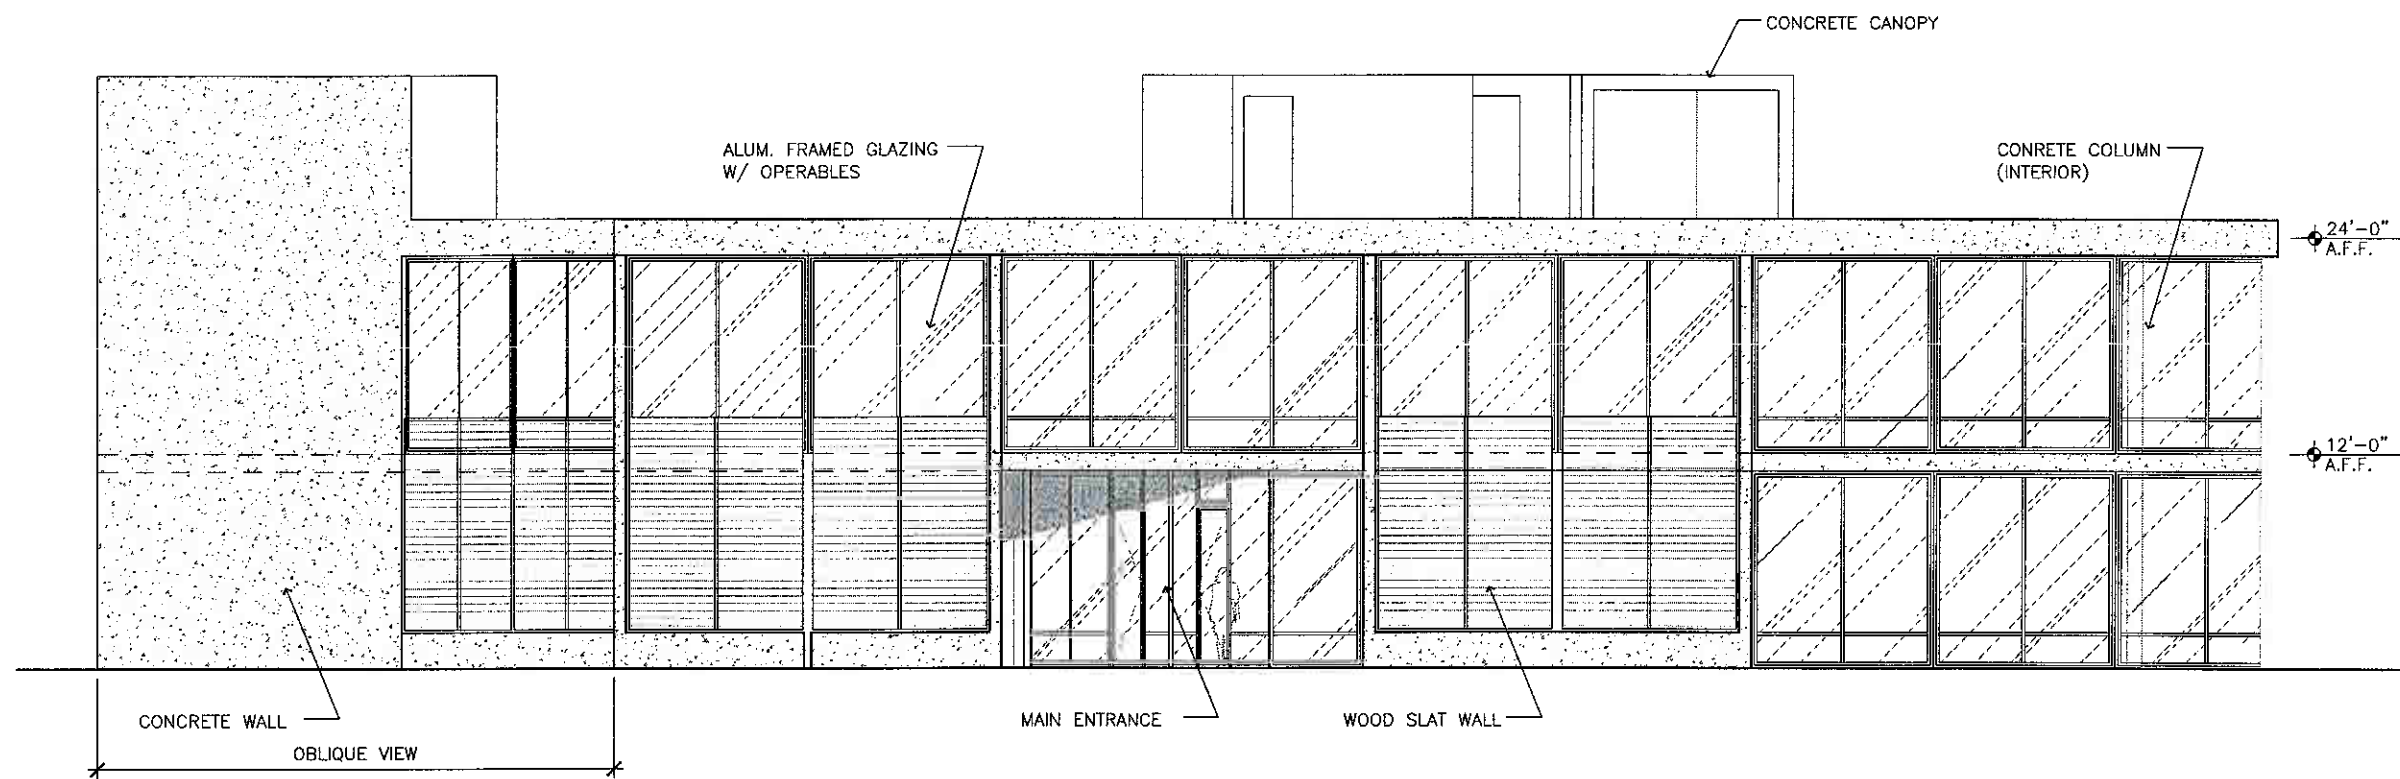 CONCRETE CANOPY
ALUM. FRAMED GLAZING
W/ OPERABLES
CONRETE COLUMN
(INTERIOR)
24'-0"
A.F.F.
12'-0"
A.F.F.
CONCRETE WALL
MAIN ENTRANCE
WOOD SLAT WALL
OBLIQUE VIEW